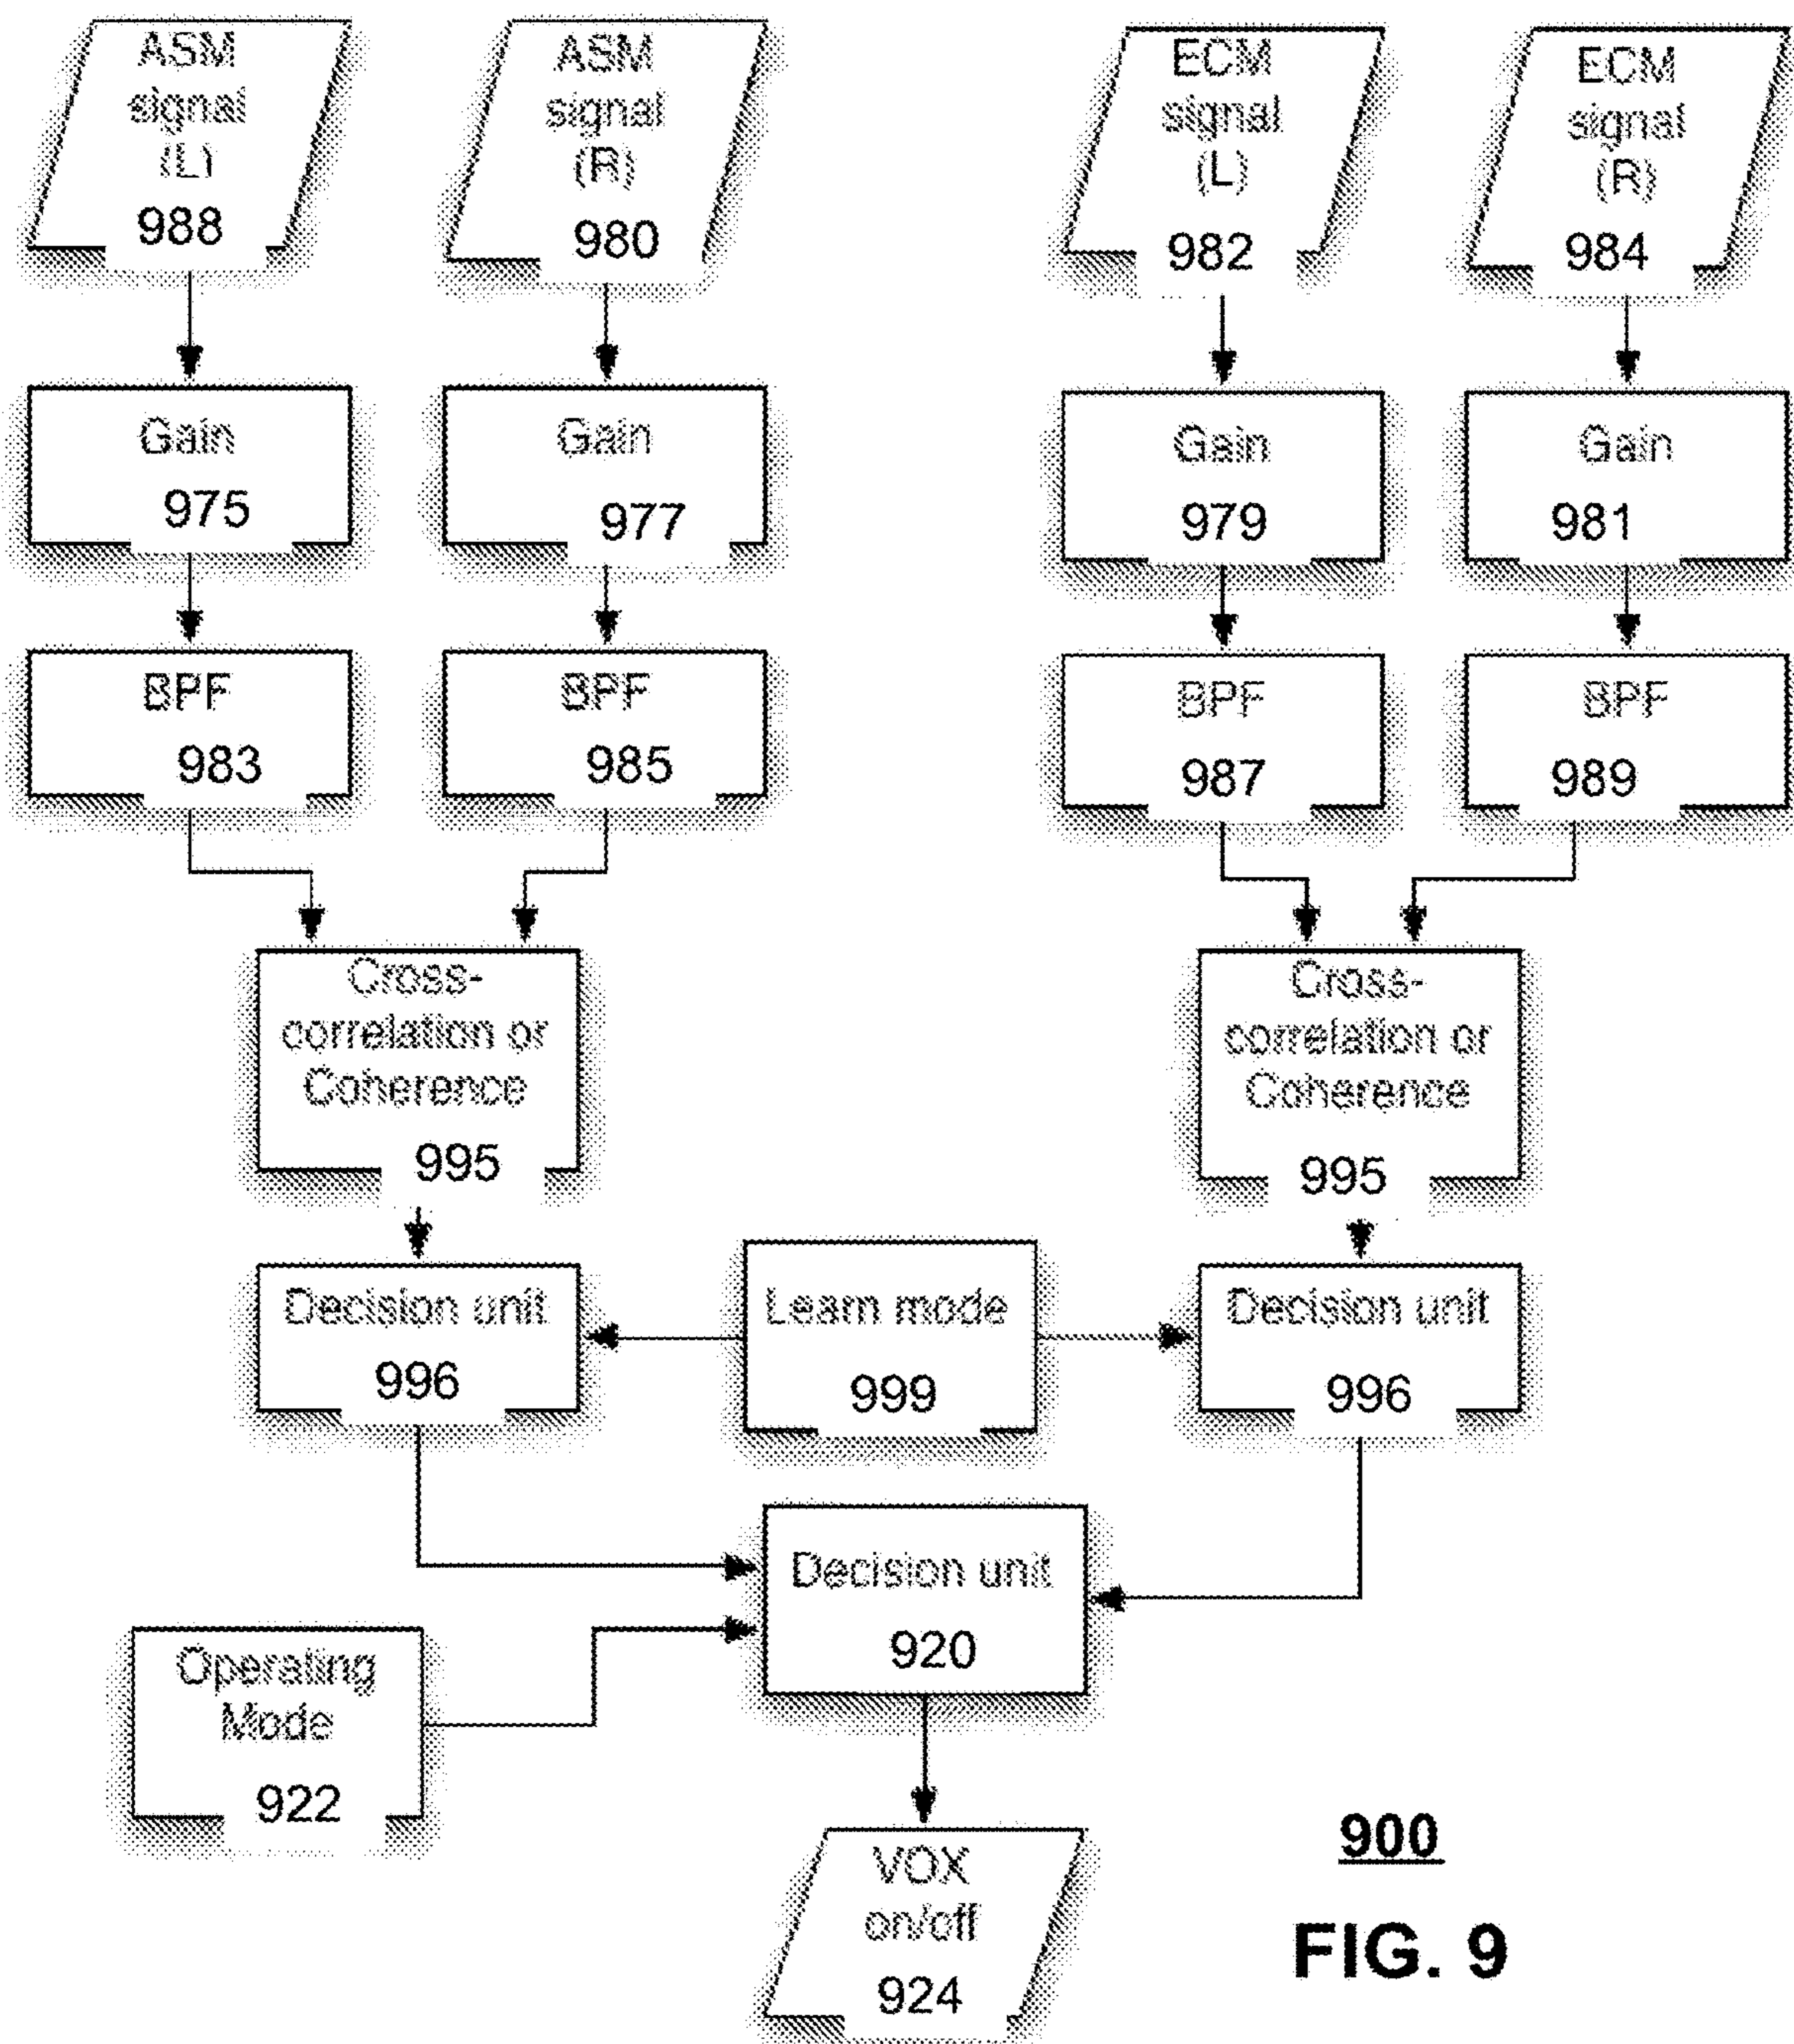 ASM
signal
(L)
988
ASM
signal
(R)
980
ECM
signal
(L)
982
ECM
signal
(R)
984
Gain
975
Gain
977
Gain
979
Gain
981
BPF
983
BPF
985
BPF
987
BPF
989
Cross-
correlation or
Coherence
995
Cross-
correlation or
Coherence
995
Decision unit
996
Learn mode
999
Decision unit
996
Decision unit
920
Operating
Mode
922
VOX
on/off
924
900
FIG. 9